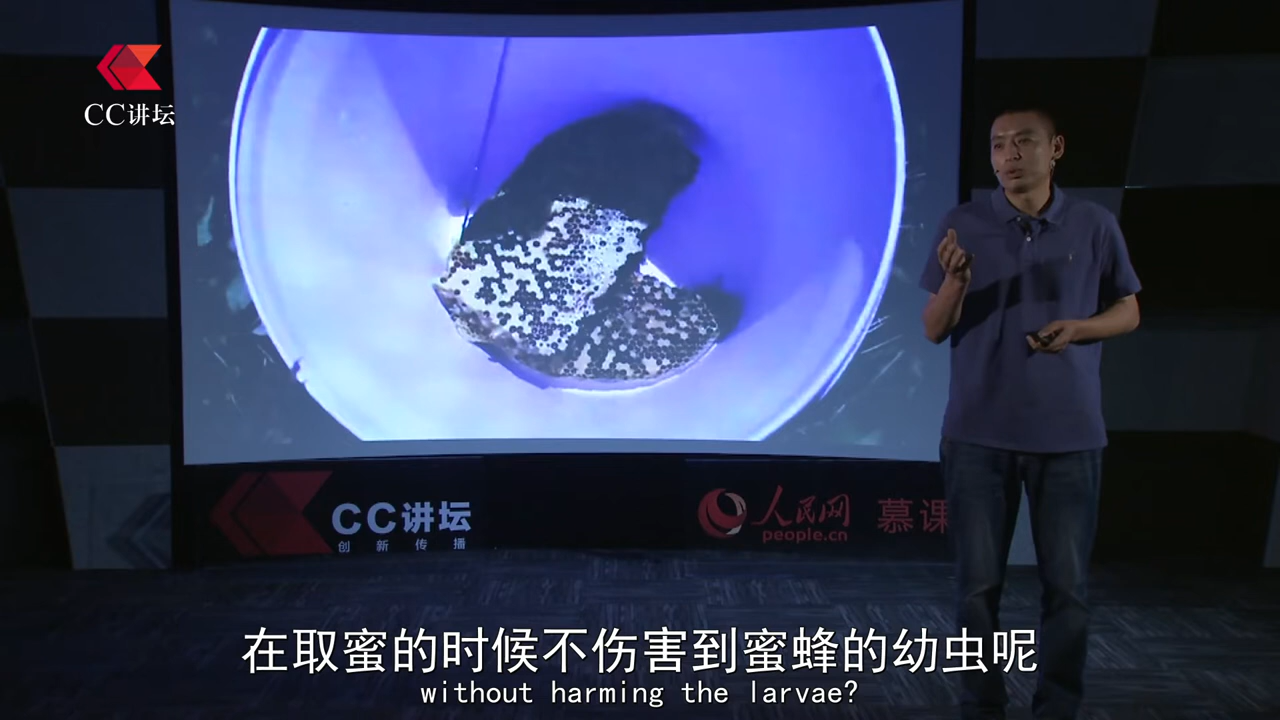 CC讲坛
CC讲坛
创新传播
人民网
people.cn
慕课
在取蜜的时候不伤害到蜜蜂的幼虫呢
without harming the larvae?